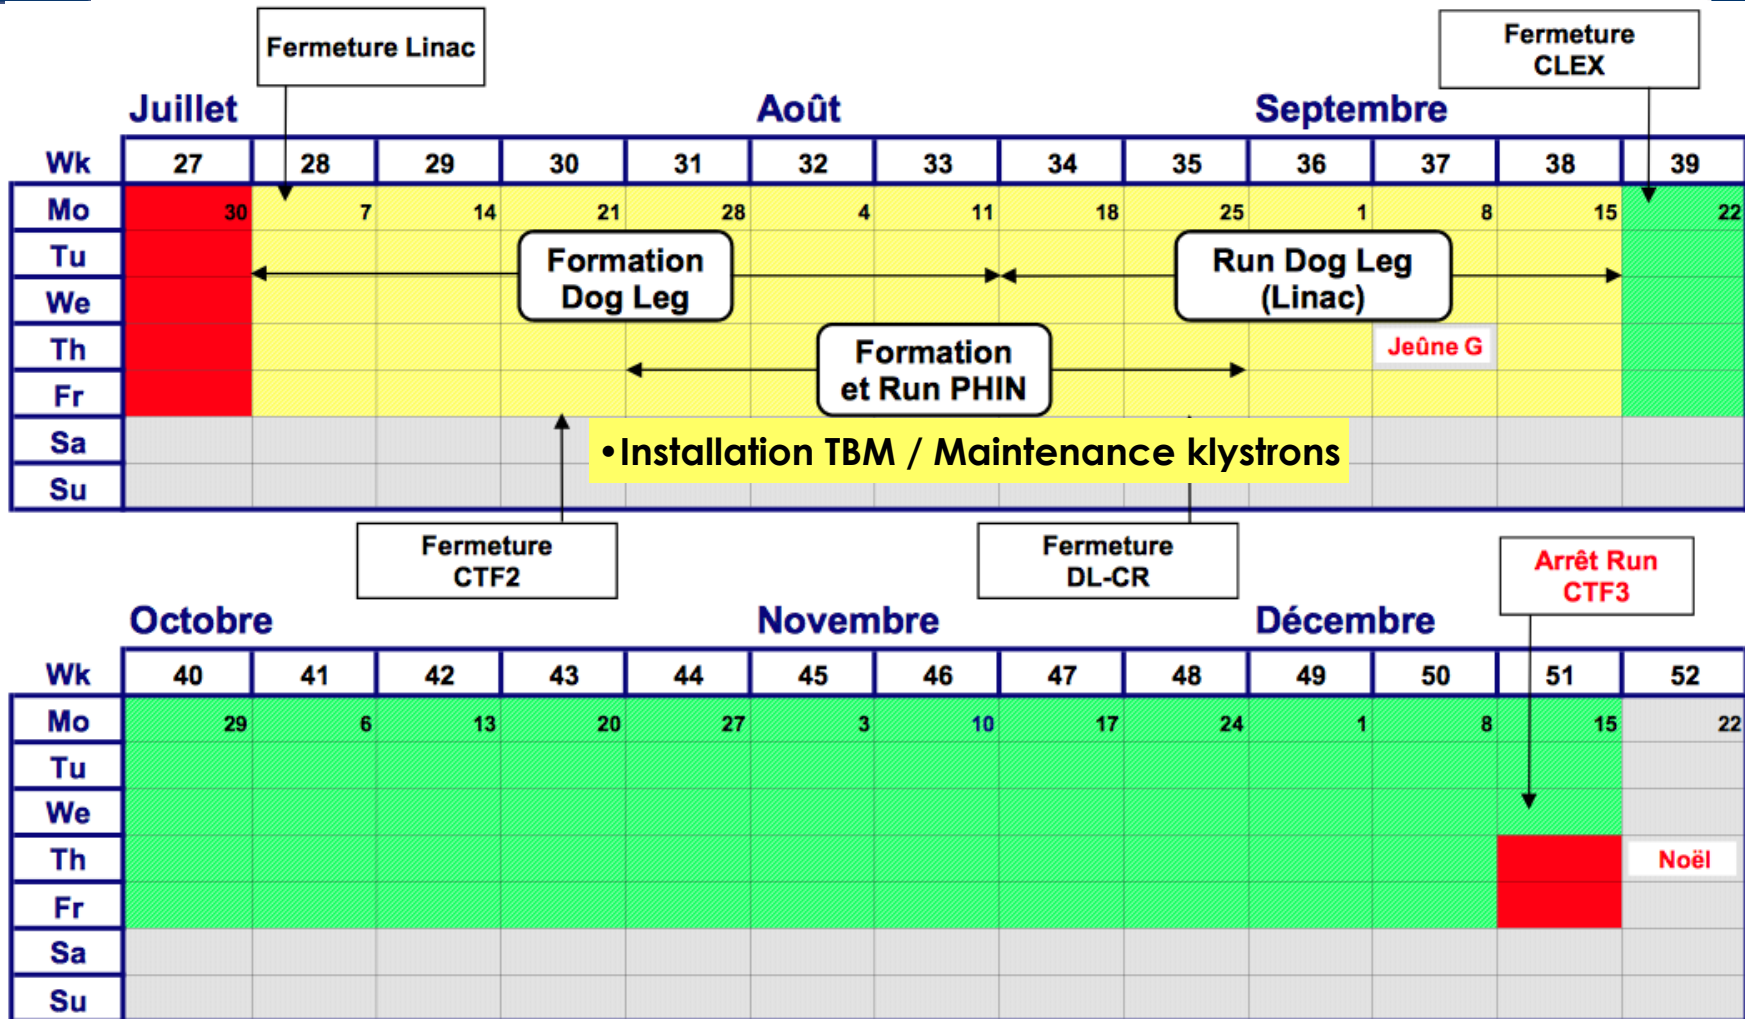 Fermeture Linac
Fermeture
CLEX
Juillet Août Septembre
Wk 27 28 29 30 31 32 33 34 35 36 37 38 39
Mo 30 7 14 21 28 4 11 18 25 1 8 15 22
Tu
We
Th
Fr
Sa
Su
Formation
Dog Leg
Run Dog Leg
(Linac)
Formation
et Run PHIN
Jeûne G
•Installation TBM / Maintenance klystrons
Fermeture
CTF2
Fermeture
DL-CR
Arrêt Run
CTF3
Octobre Novembre Décembre
Wk 40 41 42 43 44 45 46 47 48 49 50 51 52
Mo 29 6 13 20 27 3 10 17 24 1 8 15 22
Tu
We
Th Noël
Fr
Sa
Su